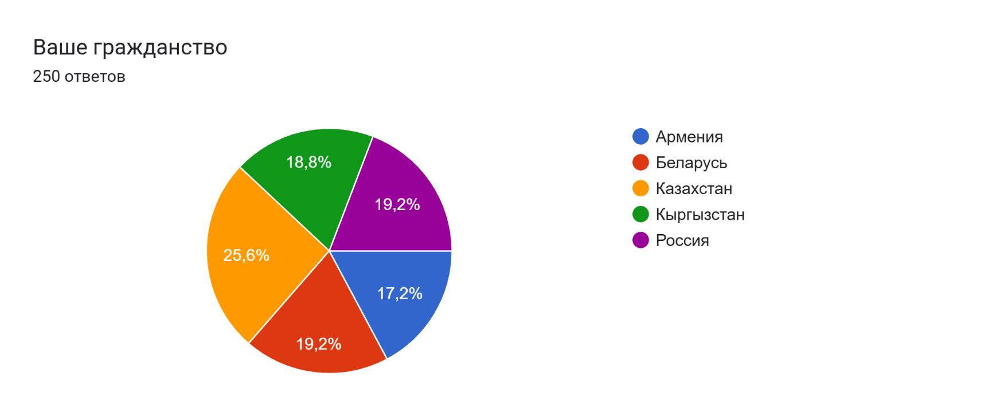 Ваше гражданство
250 ответов
18,8%
19,2%
25,6%
17,2%
19,2%
Армения
Беларусь
Казахстан
Кыргызстан
Россия